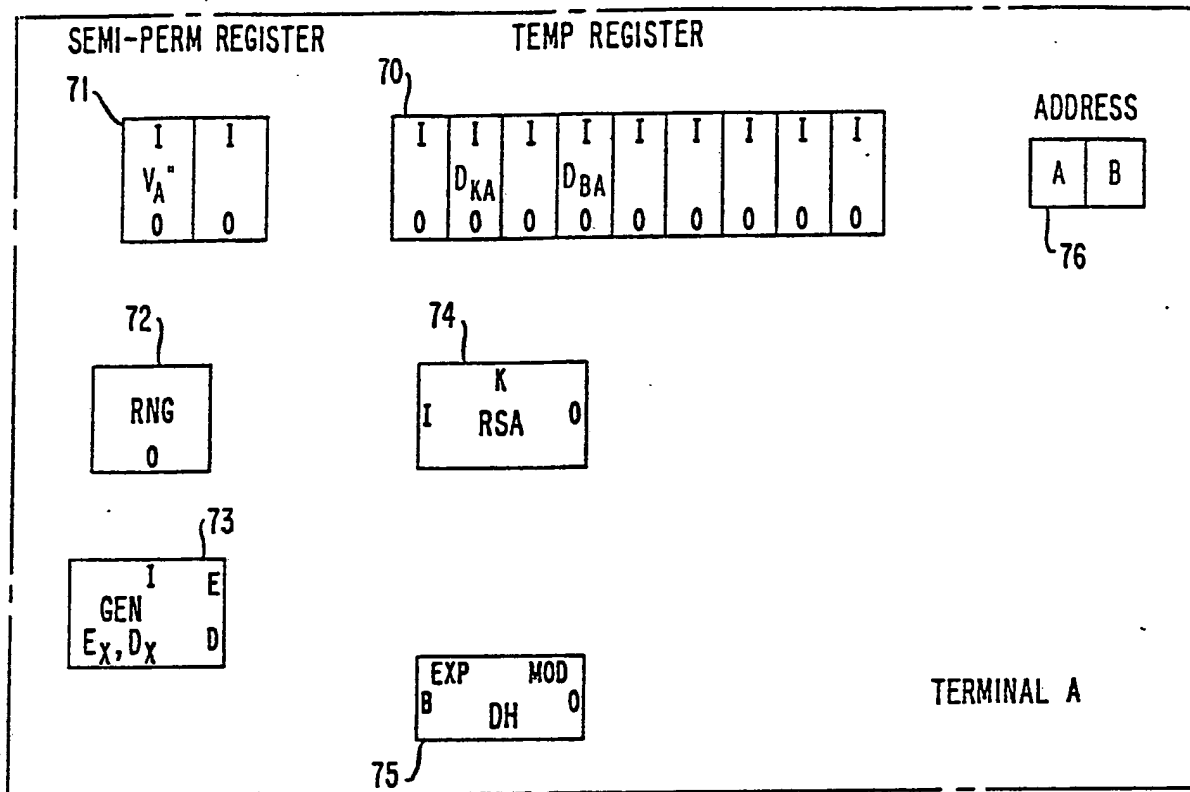 SEMI-PERM REGISTER TEMP REGISTER
71 70
ADDRESS
I I I I I I I I I I I
V_A" D_KA D_BA A B
0 0 0 0 0 0 0 0 0 0 0
76
72 74
K
RNG I RSA 0
0
73
I E
GEN
E_X, D_X D
EXP MOD
B DH 0
TERMINAL A
75